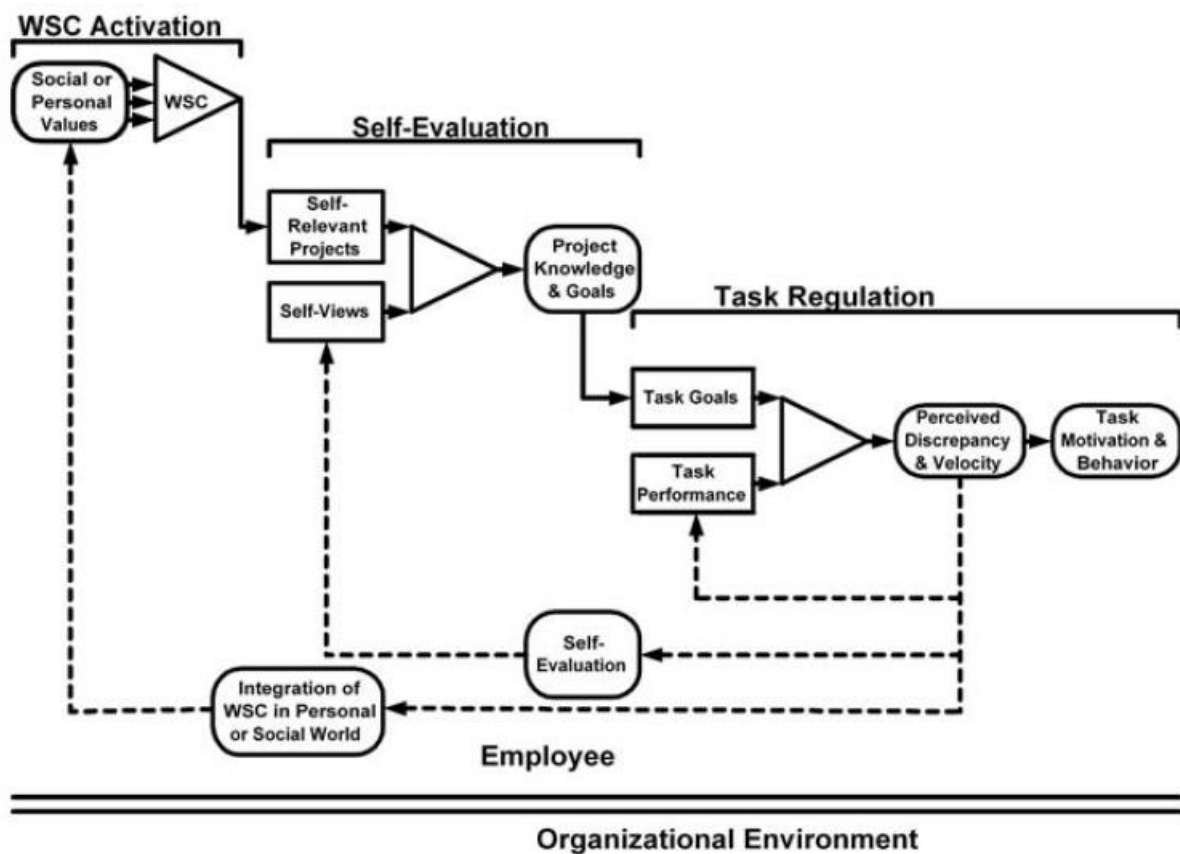 WSC Activation
Social or
Personal
Values
WSC
Self-Evaluation
Self-
Relevant
Projects
Self-Views
Project
Knowledge
& Goals
Task Regulation
Task Goals
Task
Performance
Perceived
Discrepancy
& Velocity
Task
Motivation &
Behavior
Self-
Evaluation
Integration of
WSC in Personal
or Social World
Employee
Organizational Environment